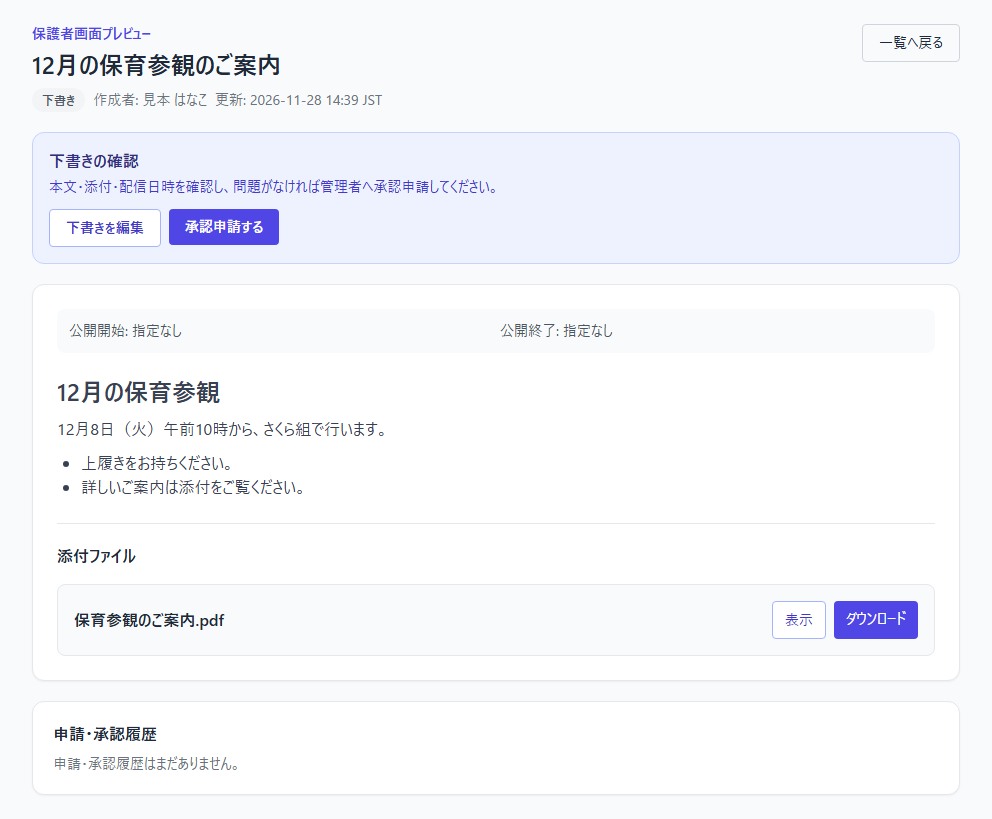 保護者画面プレビュー
一覧へ戻る
12月の保育参観のご案内
下書き 作成者: 見本 はなこ 更新: 2026-11-28 14:39 JST
下書きの確認
本文・添付・配信日時を確認し、問題がなければ管理者へ承認申請してください。
下書きを編集 承認申請する
公開開始: 指定なし 公開終了: 指定なし
12月の保育参観
12月8日（火）午前10時から、さくら組で行います。
• 上履きをお持ちください。
• 詳しいご案内は添付をご覧ください。
添付ファイル
保育参観のご案内.pdf 表示 ダウンロード
申請・承認履歴
申請・承認履歴はまだありません。